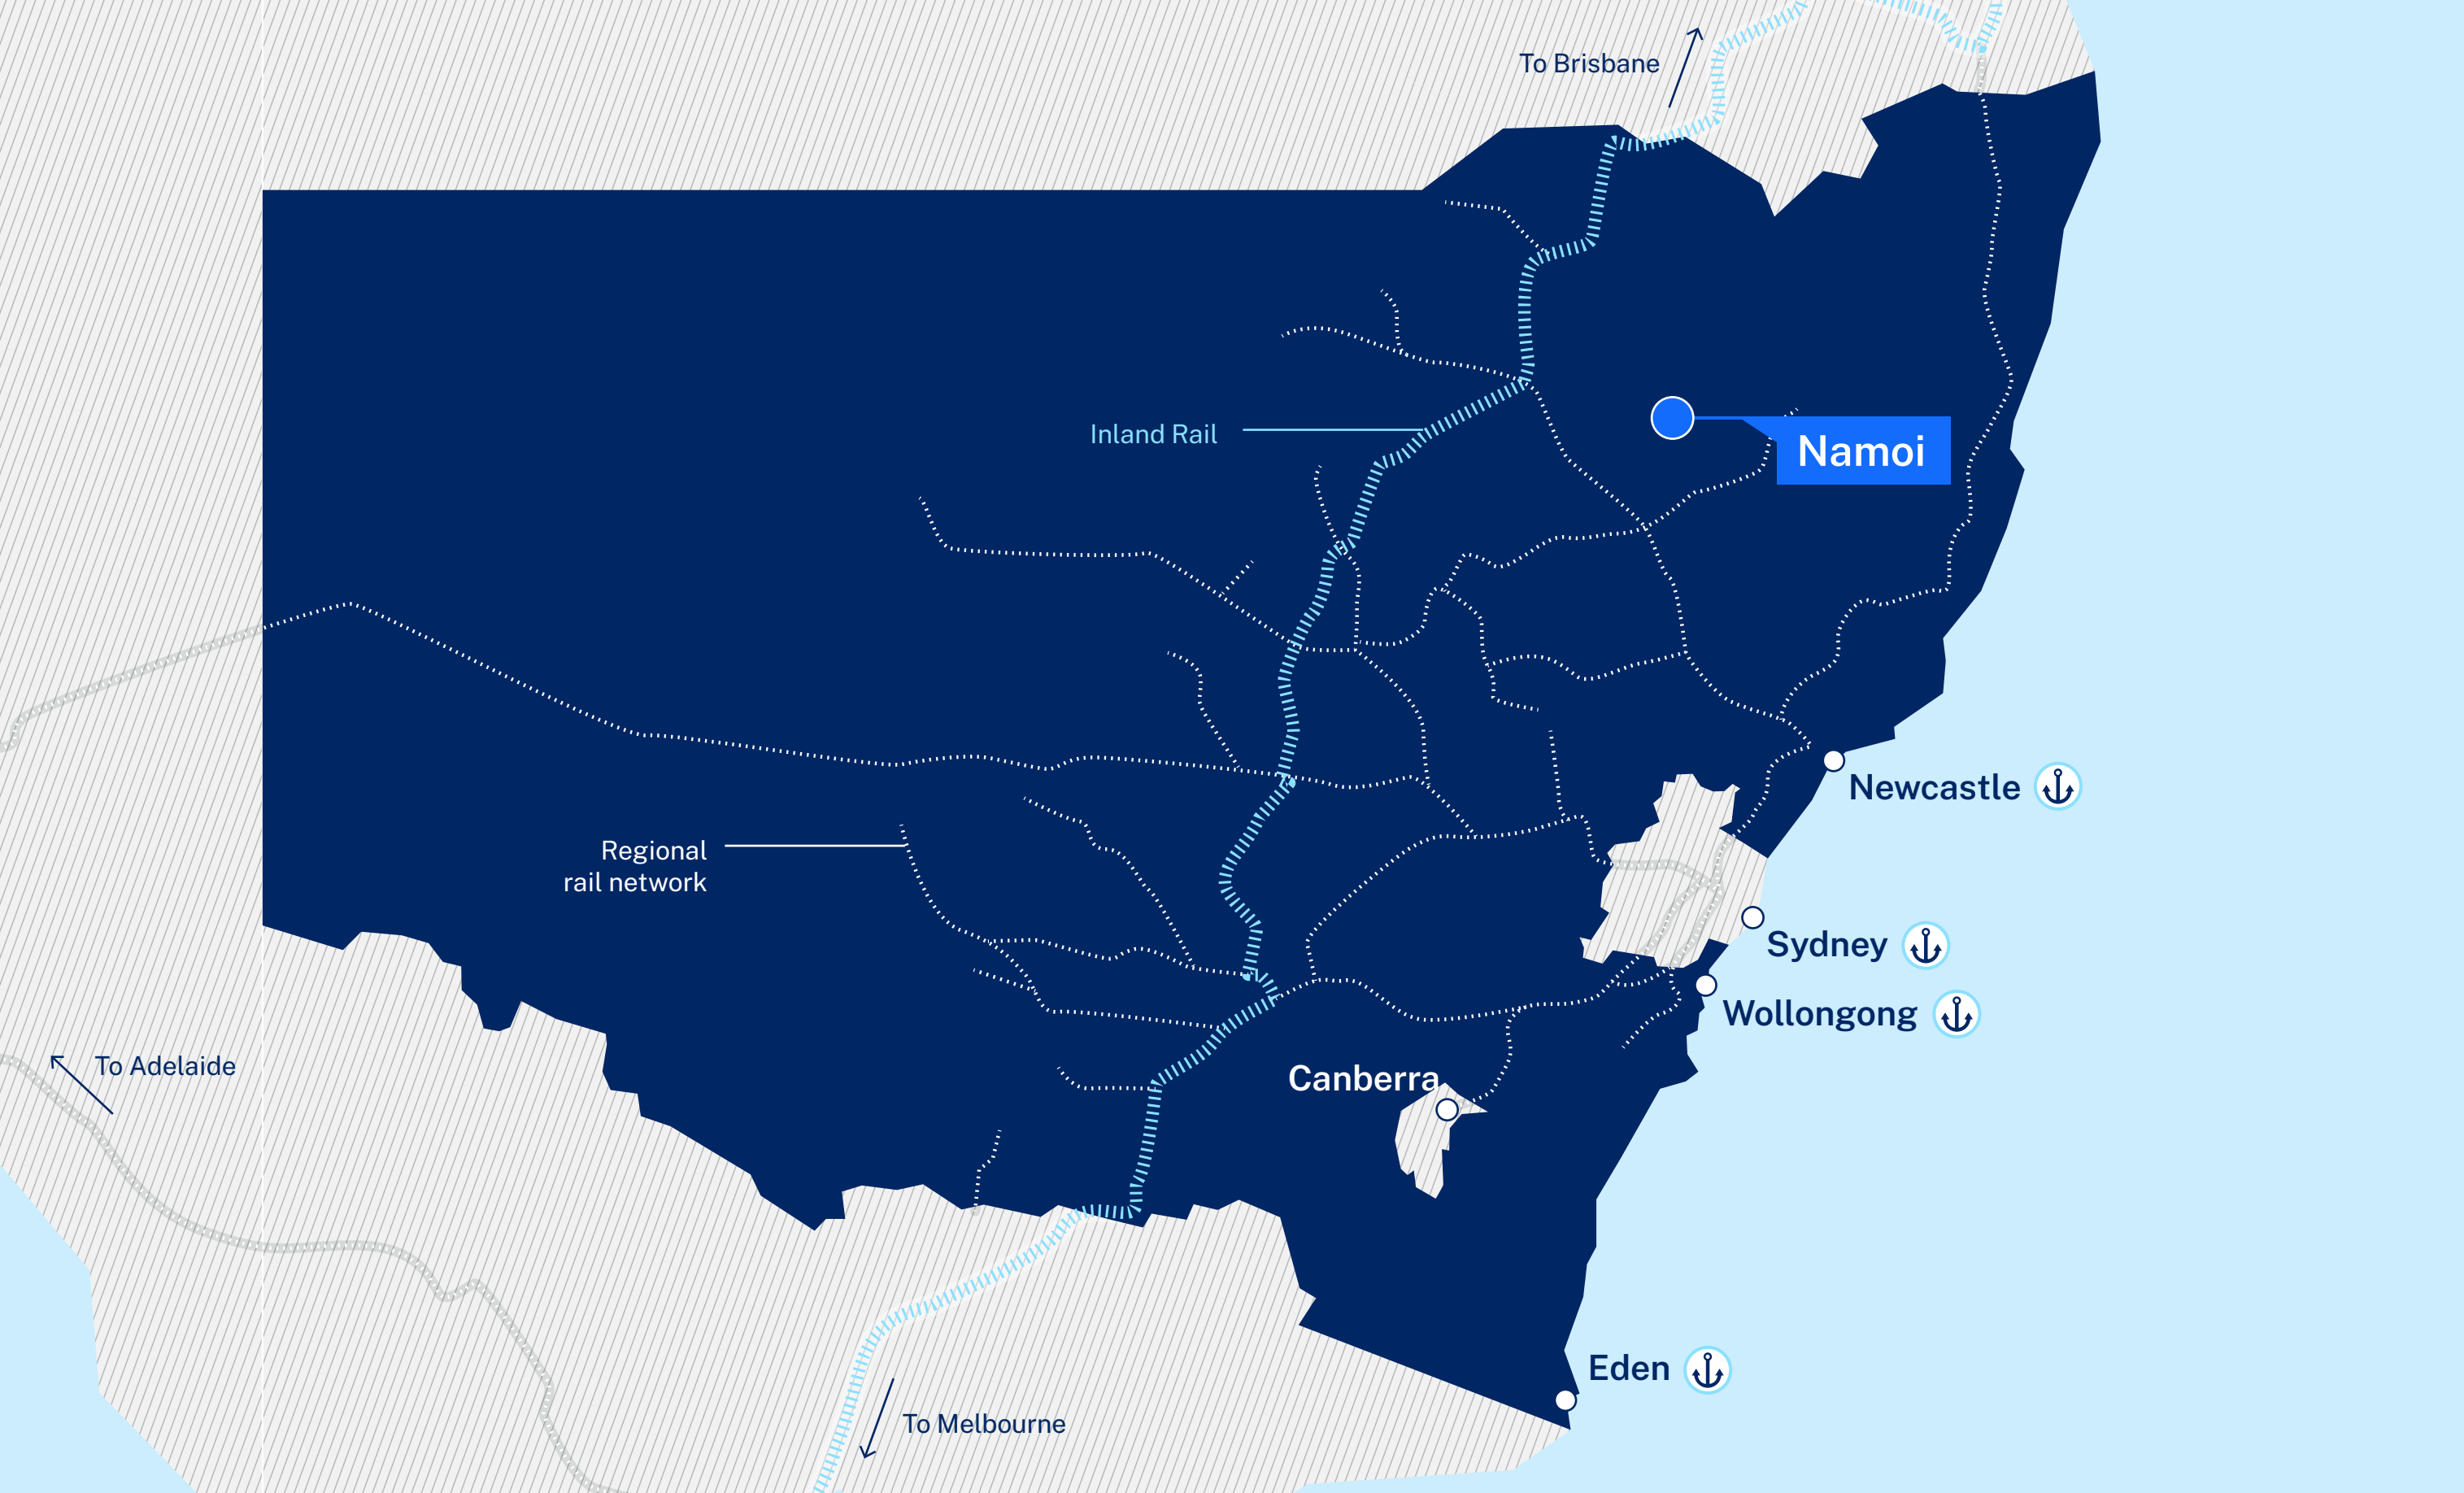 To Brisbane
Inland Rail
Namoi
Newcastle
Regional
rail network
Sydney
Wollongong
To Adelaide
Canberra
Eden
To Melbourne